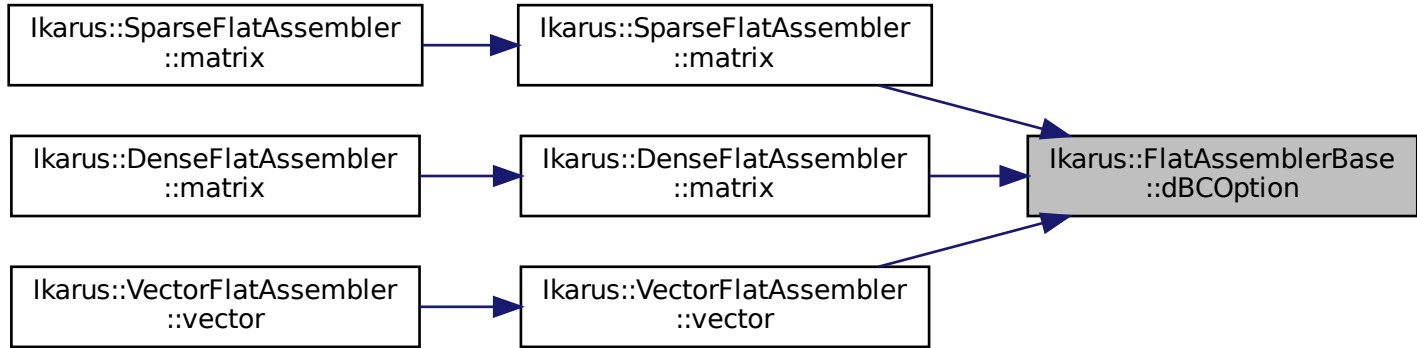 Ikarus::SparseFlatAssembler
::matrix
Ikarus::SparseFlatAssembler
::matrix
Ikarus::DenseFlatAssembler
::matrix
Ikarus::DenseFlatAssembler
::matrix
Ikarus::FlatAssemblerBase
::dBCOption
Ikarus::VectorFlatAssembler
::vector
Ikarus::VectorFlatAssembler
::vector